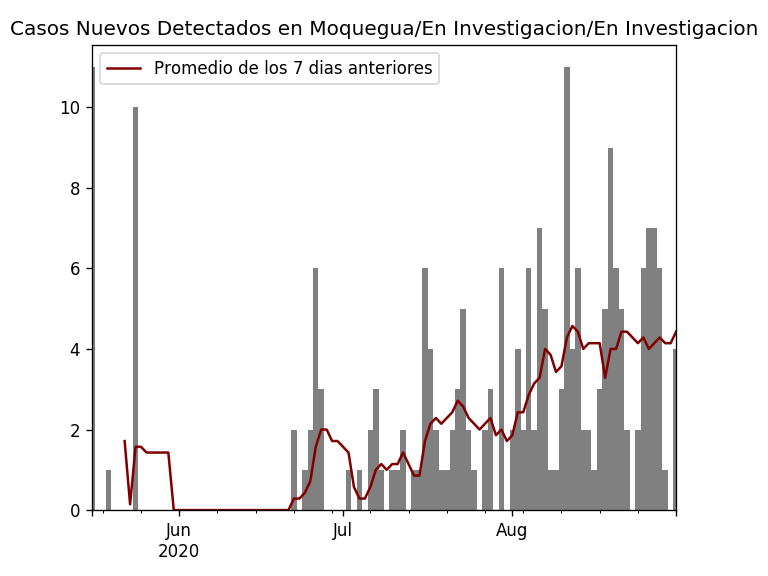 Casos Nuevos Detectados en Moquegua/En Investigacion/En Investigacion
Promedio de los 7 dias anteriores
10
8
6
4
2
0
Jun
2020
Jul
Aug